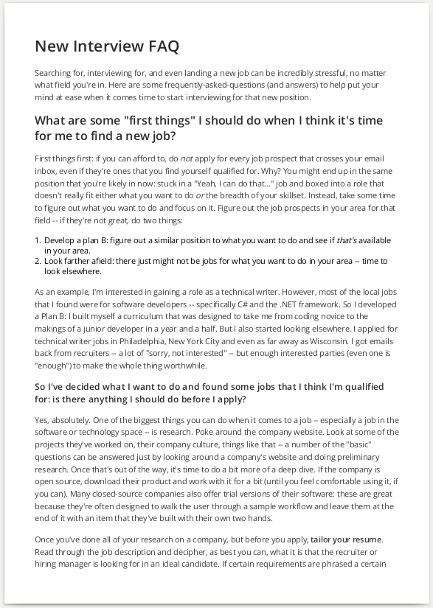 New Interview FAQ
Searching for, interviewing for, and even landing a new job can be incredibly stressful, no matter
what field you're in. Here are some frequently-asked-questions (and answers) to help put your
mind at ease when it comes time to start interviewing for that new position.
What are some "first things" I should do when I think it's time
for me to find a new job?
First things first: if you can afford to, do not apply for every job prospect that crosses your email
inbox, even if they're ones that you find yourself qualified for. Why? You might end up in the same
position that you're likely in now: stuck in a "Yeah, I can do that..." job and boxed into a role that
doesn't really fit either what you want to do or the breadth of your skillset. Instead, take some time
to figure out what you want to do and focus on it. Figure out the job prospects in your area for that
field -- if they're not great, do two things:
1. Develop a plan B: figure out a similar position to what you want to do and see if that's available
in your area.
2. Look farther afield: there just might not be jobs for what you want to do in your area -- time to
look elsewhere.
As an example, I'm interested in gaining a role as a technical writer. However, most of the local jobs
that I found were for software developers -- specifically C# and the .NET framework. So I developed
a Plan B: I built myself a curriculum that was designed to take me from coding novice to the
makings of a junior developer in a year and a half. But I also started looking elsewhere. I applied for
technical writer jobs in Philadelphia, New York City and even as far away as Wisconsin. I got emails
back from recruiters -- a lot of "sorry, not interested" -- but enough interested parties (even one is
"enough") to make the whole thing worthwhile.
So I've decided what I want to do and found some jobs that I think I'm qualified
for: is there anything I should do before I apply?
Yes, absolutely. One of the biggest things you can do when it comes to a job -- especially a job in the
software or technology space -- is research. Poke around the company website. Look at some of the
projects they've worked on, their company culture, things like that -- a number of the "basic"
questions can be answered just by looking around a company's website and doing preliminary
research. Once that's out of the way, it's time to do a bit more of a deep dive. If the company is
open source, download their product and work with it for a bit (until you feel comfortable using it, if
you can). Many closed-source companies also offer trial versions of their software: these are great
because they're often designed to walk the user through a sample workflow and leave them at the
end of it with an item that they've built with their own two hands.
Once you've done all of your research on a company, but before you apply, tailor your resume.
Read through the job description and decipher, as best you can, what it is that the recruiter or
hiring manager is looking for in an ideal candidate. If certain requirements are phrased a certain